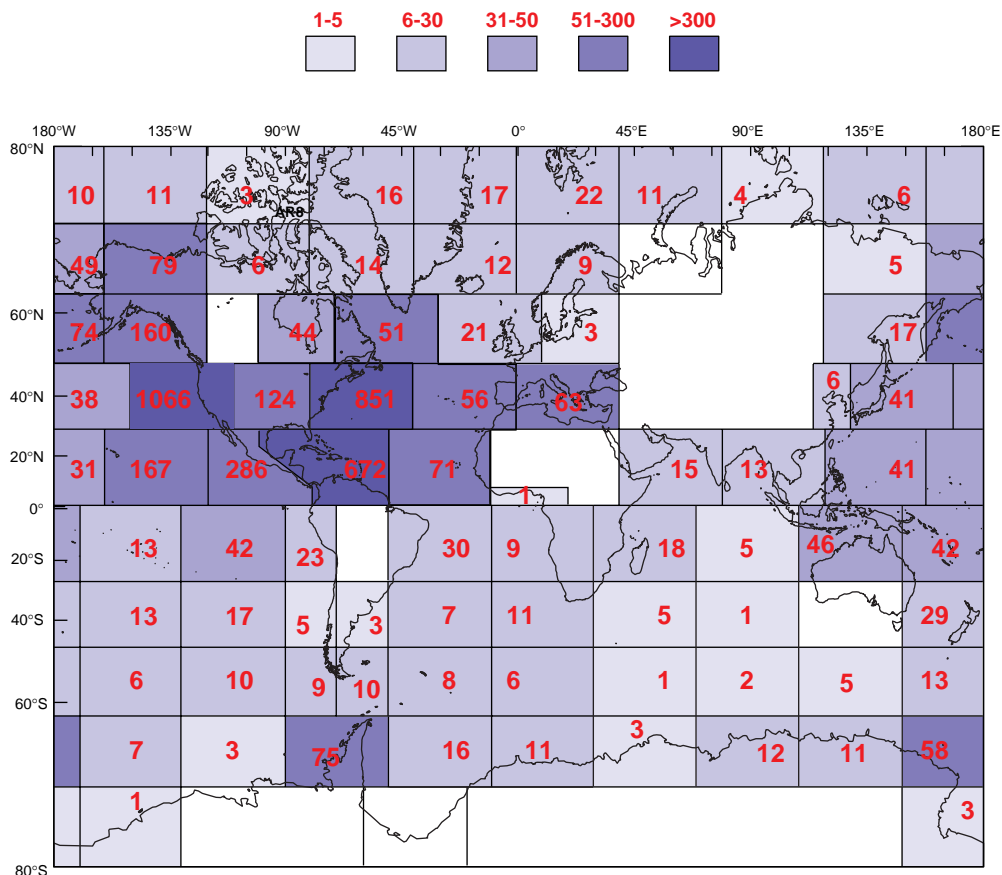 1-5 6-30 31-50 51-300 >300
180°W 135°W 90°W 45°W 0° 45°E 90°E 135°E 180°E
80°N
10 11 3 16 17 22 11 4 6
AR8
49 79 6 14 12 9 5
60°N
74 160 44 51 21 3 17
40°N 38 1066 124 851 56 63 6 41
20°N 31 167 286 672 71 15 13 41
1
0°
20°S 13 42 23 30 9 18 5 46 42
40°S 13 17 5 3 7 11 5 1 29
6 10 9 10 8 6 1 2 5 13
60°S
7 3 75 16 11 3 12 11 58
1 3
80°S